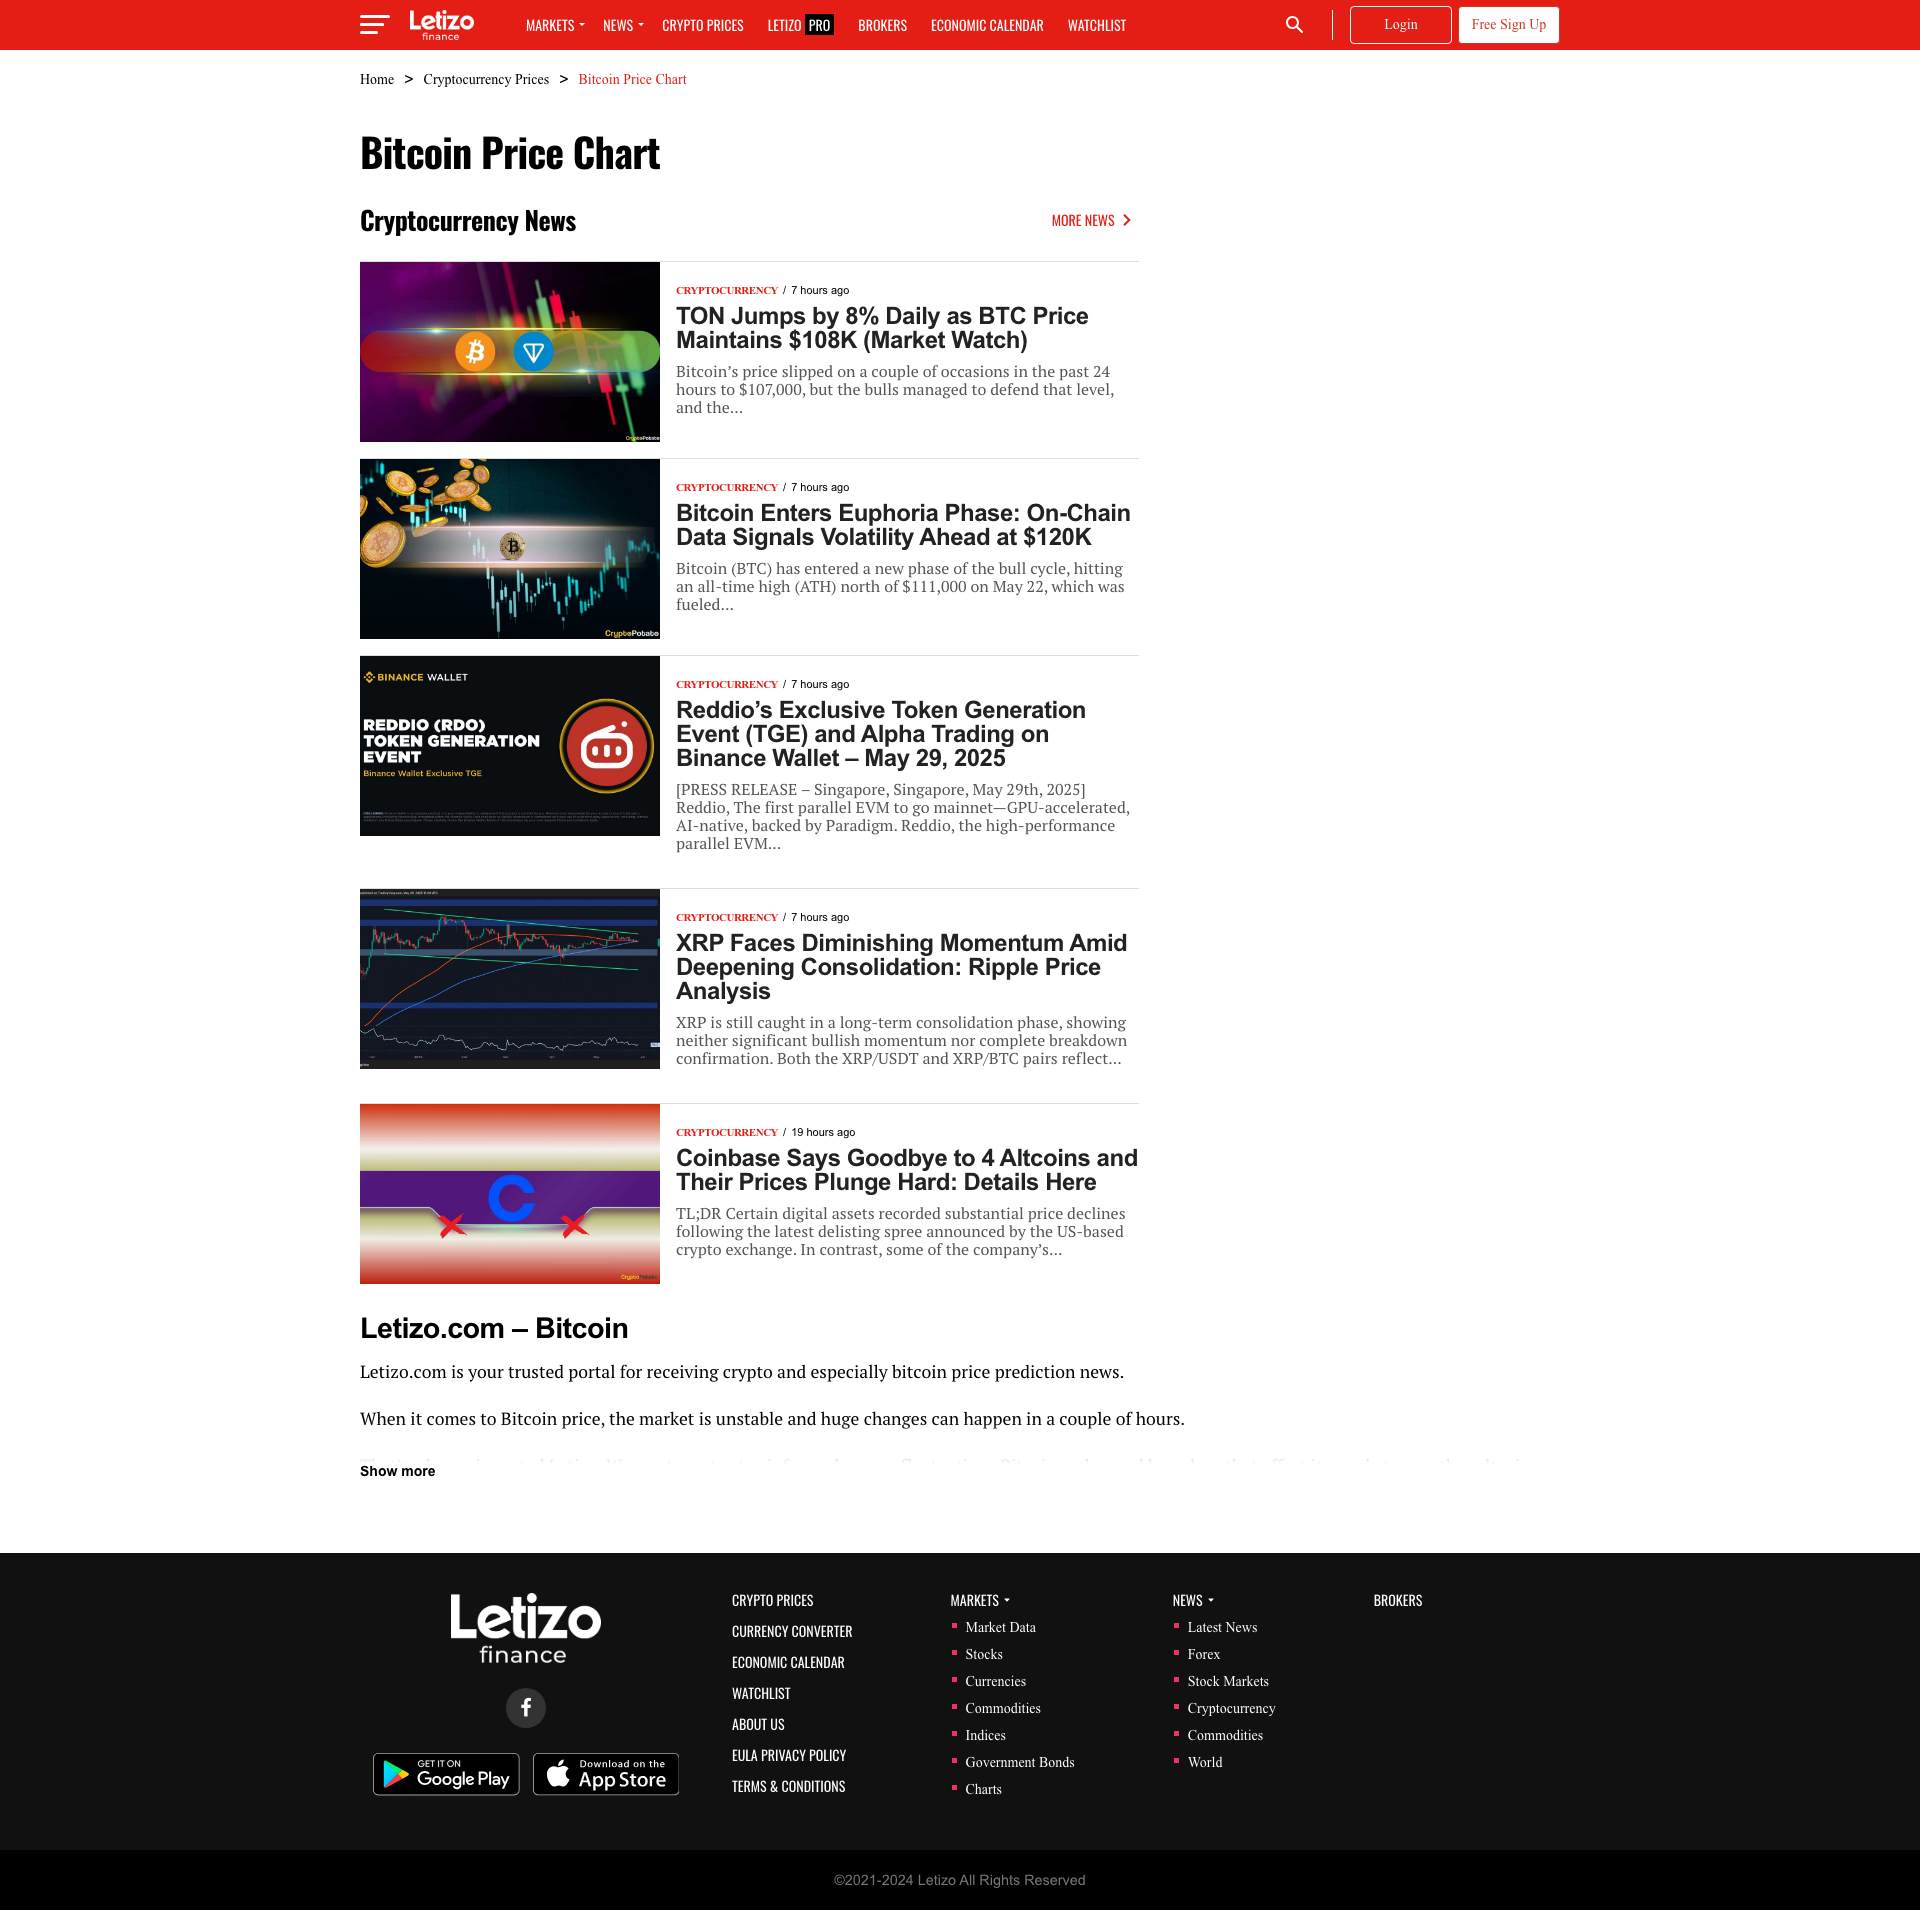 Letizo
finance
MARKETS NEWS CRYPTO PRICES LETIZO PRO BROKERS ECONOMIC CALENDAR WATCHLIST
Login
Free Sign Up
Home > Cryptocurrency Prices > Bitcoin Price Chart
Bitcoin Price Chart
Cryptocurrency News
MORE NEWS
CRYPTOCURRENCY / 7 hours ago
TON Jumps by 8% Daily as BTC Price
Maintains $108K (Market Watch)
Bitcoin’s price slipped on a couple of occasions in the past 24
hours to $107,000, but the bulls managed to defend that level,
and the...
CryptoPotato
CRYPTOCURRENCY / 7 hours ago
Bitcoin Enters Euphoria Phase: On-Chain
Data Signals Volatility Ahead at $120K
Bitcoin (BTC) has entered a new phase of the bull cycle, hitting
an all-time high (ATH) north of $111,000 on May 22, which was
fueled...
CryptoPotato
BINANCE WALLET
REDDIO (RDO)
TOKEN GENERATION
EVENT
Binance Wallet Exclusive TGE
CRYPTOCURRENCY / 7 hours ago
Reddio’s Exclusive Token Generation
Event (TGE) and Alpha Trading on
Binance Wallet – May 29, 2025
[PRESS RELEASE – Singapore, Singapore, May 29th, 2025]
Reddio, The first parallel EVM to go mainnet—GPU-accelerated,
AI-native, backed by Paradigm. Reddio, the high-performance
parallel EVM...
CRYPTOCURRENCY / 7 hours ago
XRP Faces Diminishing Momentum Amid
Deepening Consolidation: Ripple Price
Analysis
XRP is still caught in a long-term consolidation phase, showing
neither significant bullish momentum nor complete breakdown
confirmation. Both the XRP/USDT and XRP/BTC pairs reflect...
CRYPTOCURRENCY / 19 hours ago
Coinbase Says Goodbye to 4 Altcoins and
Their Prices Plunge Hard: Details Here
TL;DR Certain digital assets recorded substantial price declines
following the latest delisting spree announced by the US-based
crypto exchange. In contrast, some of the company’s...
CryptoPotato
Letizo.com – Bitcoin
Letizo.com is your trusted portal for receiving crypto and especially bitcoin price prediction news.
When it comes to Bitcoin price, the market is unstable and huge changes can happen in a couple of hours.
Show more
Letizo
finance
GET IT ON
Google Play
Download on the
App Store
CRYPTO PRICES
CURRENCY CONVERTER
ECONOMIC CALENDAR
WATCHLIST
ABOUT US
EULA PRIVACY POLICY
TERMS & CONDITIONS
MARKETS
Market Data
Stocks
Currencies
Commodities
Indices
Government Bonds
Charts
NEWS
Latest News
Forex
Stock Markets
Cryptocurrency
Commodities
World
BROKERS
©2021-2024 Letizo All Rights Reserved